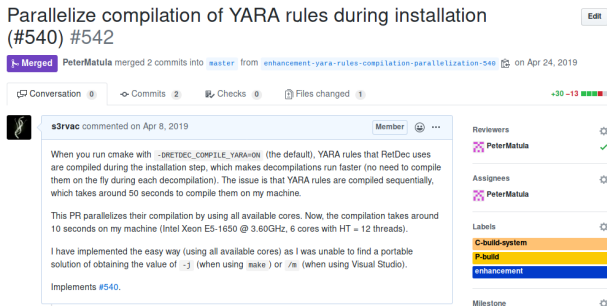 Parallelize compilation of YARA rules during installation
(#540) #542
Edit
Merged PeterMatula merged 2 commits into master from enhancement-yara-rules-compilation-parallelization-540 on Apr 24, 2019
Conversation 0 Commits 2 Checks 0 Files changed 1 +30 −13
s3rvac commented on Apr 8, 2019 Member
When you run cmake with -DRETDEC_COMPILE_YARA=ON (the default), YARA rules that RetDec uses
are compiled during the installation step, which makes decompilations run faster (no need to compile
them on the fly during each decompilation). The issue is that YARA rules are compiled sequentially,
which takes around 50 seconds to compile them on my machine.
This PR parallelizes their compilation by using all available cores. Now, the compilation takes around
10 seconds on my machine (Intel Xeon E5-1650 @ 3.60GHz, 6 cores with HT = 12 threads).
I have implemented the easy way (using all available cores) as I was unable to find a portable
solution of obtaining the value of -j (when using make ) or /m (when using Visual Studio).
Implements #540.
Reviewers
PeterMatula
Assignees
PeterMatula
Labels
C-build-system
P-build
enhancement
Milestone